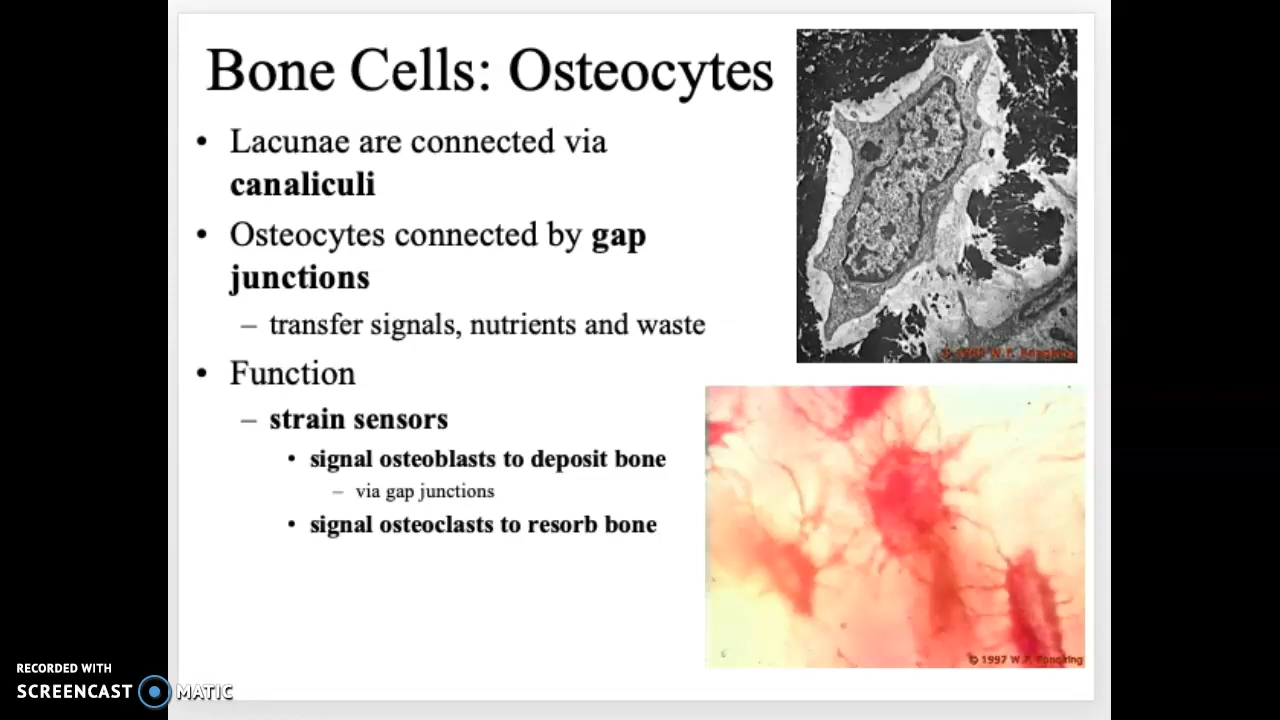 Bone Cells: Osteocytes
• Lacunae are connected via
canaliculi
• Osteocytes connected by gap
junctions
– transfer signals, nutrients and waste
• Function
– strain sensors
• signal osteoblasts to deposit bone
– via gap junctions
• signal osteoclasts to resorb bone
W.F.
© 1997 W.F.
RECORDED WITH
SCREENCAST MATIC